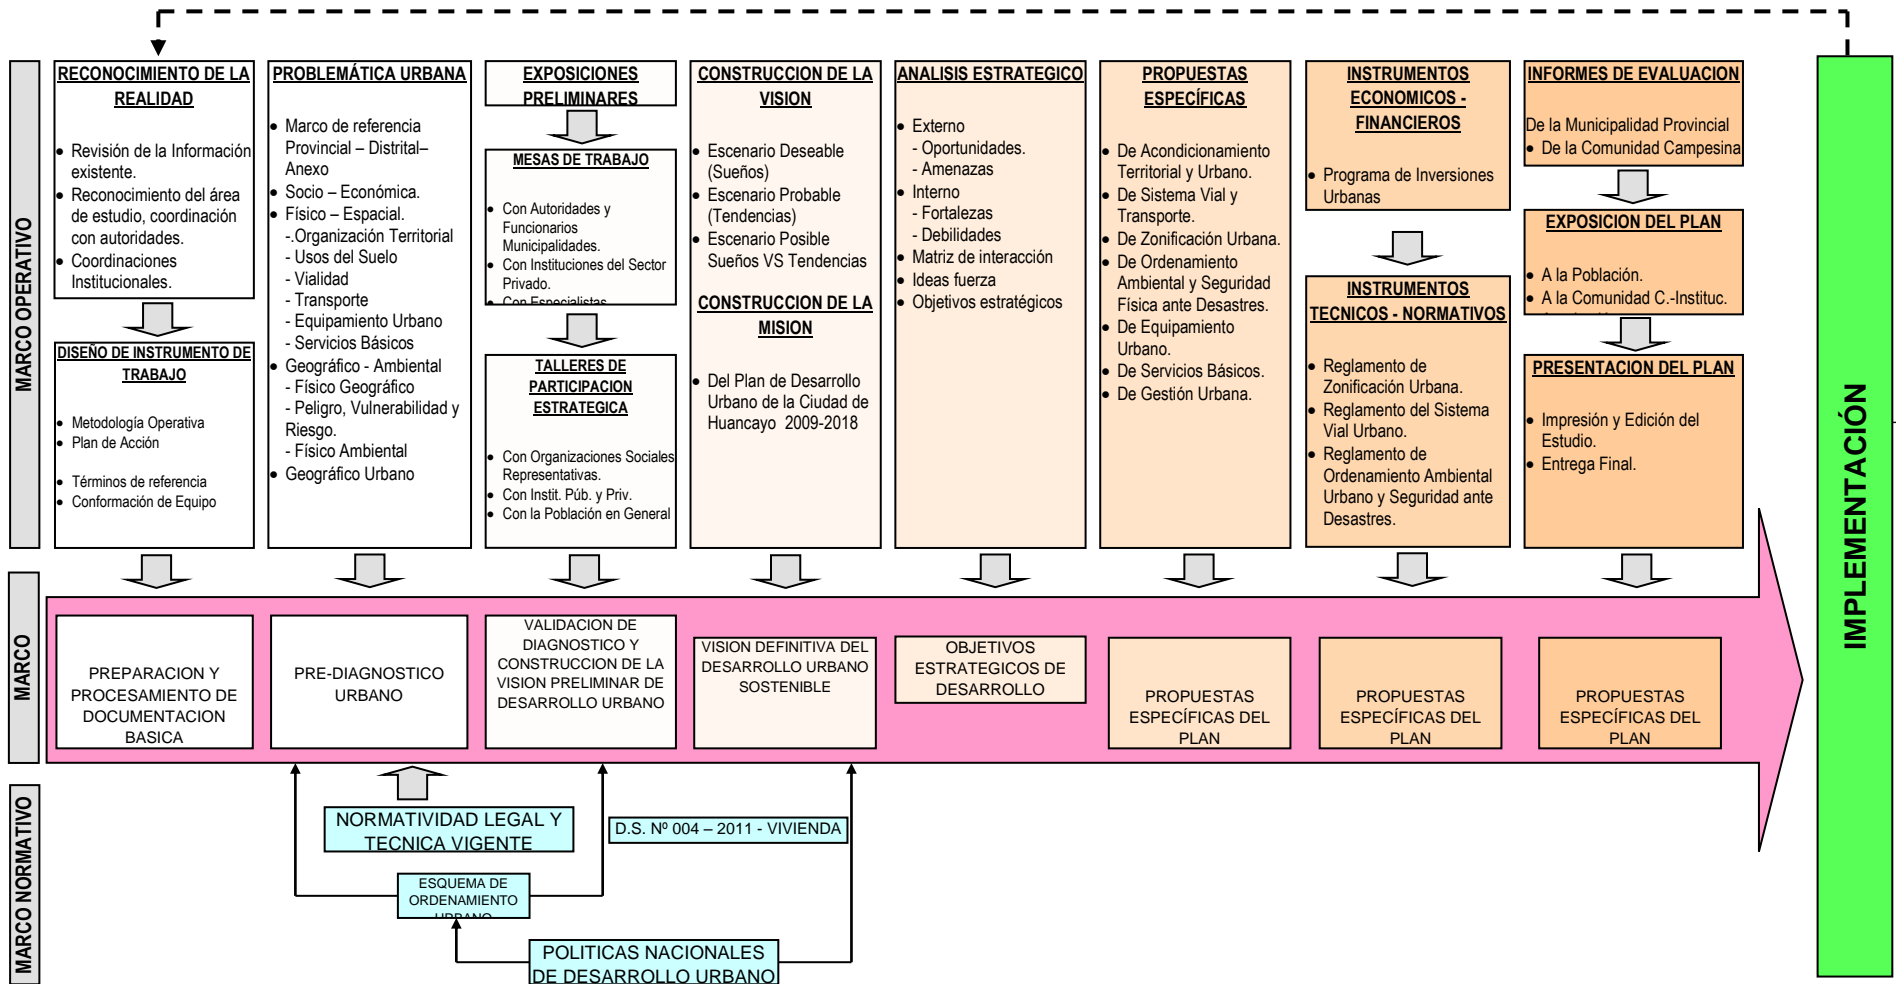 MARCO OPERATIVO
RECONOCIMIENTO DE LA
REALIDAD
● Revisión de la Información
existente.
● Reconocimiento del área
de estudio, coordinación
con autoridades.
● Coordinaciones
Institucionales.
DISEÑO DE INSTRUMENTO DE
TRABAJO
● Metodología Operativa
● Plan de Acción
● Términos de referencia
● Conformación de Equipo
PROBLEMÁTICA URBANA
● Marco de referencia
Provincial – Distrital–
Anexo
● Socio – Económica.
● Físico – Espacial.
-.Organización Territorial
- Usos del Suelo
- Vialidad
- Transporte
- Equipamiento Urbano
- Servicios Básicos
● Geográfico - Ambiental
- Físico Geográfico
- Peligro, Vulnerabilidad y
Riesgo.
- Físico Ambiental
● Geográfico Urbano
EXPOSICIONES
PRELIMINARES
MESAS DE TRABAJO
● Con Autoridades y
Funcionarios
Municipalidades.
● Con Instituciones del Sector
Privado.
● Con Especialistas
TALLERES DE
PARTICIPACION
ESTRATEGICA
● Con Organizaciones Sociales
Representativas.
● Con Instit. Púb. y Priv.
● Con la Población en General
CONSTRUCCION DE LA
VISION
● Escenario Deseable
(Sueños)
● Escenario Probable
(Tendencias)
● Escenario Posible
Sueños VS Tendencias
CONSTRUCCION DE LA
MISION
● Del Plan de Desarrollo
Urbano de la Ciudad de
Huancayo 2009-2018
ANALISIS ESTRATEGICO
● Externo
- Oportunidades.
- Amenazas
● Interno
- Fortalezas
- Debilidades
● Matriz de interacción
● Ideas fuerza
● Objetivos estratégicos
PROPUESTAS
ESPECÍFICAS
● De Acondicionamiento
Territorial y Urbano.
● De Sistema Vial y
Transporte.
● De Zonificación Urbana.
● De Ordenamiento
Ambiental y Seguridad
Física ante Desastres.
● De Equipamiento
Urbano.
● De Servicios Básicos.
● De Gestión Urbana.
INSTRUMENTOS
ECONOMICOS -
FINANCIEROS
● Programa de Inversiones
Urbanas
INSTRUMENTOS
TECNICOS - NORMATIVOS
● Reglamento de
Zonificación Urbana.
● Reglamento del Sistema
Vial Urbano.
● Reglamento de
Ordenamiento Ambiental
Urbano y Seguridad ante
Desastres.
INFORMES DE EVALUACION
De la Municipalidad Provincial
● De la Comunidad Campesina
EXPOSICION DEL PLAN
● A la Población.
● A la Comunidad C.-Instituc.
PRESENTACION DEL PLAN
● Impresión y Edición del
Estudio.
● Entrega Final.
IMPLEMENTACIÓN
MARCO
PREPARACION Y
PROCESAMIENTO DE
DOCUMENTACION
BASICA
PRE-DIAGNOSTICO
URBANO
VALIDACION DE
DIAGNOSTICO Y
CONSTRUCCION DE LA
VISION PRELIMINAR DE
DESARROLLO URBANO
VISION DEFINITIVA DEL
DESARROLLO URBANO
SOSTENIBLE
OBJETIVOS
ESTRATEGICOS DE
DESARROLLO
PROPUESTAS
ESPECÍFICAS DEL
PLAN
PROPUESTAS
ESPECÍFICAS DEL
PLAN
PROPUESTAS
ESPECÍFICAS DEL
PLAN
MARCO NORMATIVO
NORMATIVIDAD LEGAL Y
TECNICA VIGENTE
D.S. Nº 004 – 2011 - VIVIENDA
ESQUEMA DE
ORDENAMIENTO
URBANO
POLITICAS NACIONALES
DE DESARROLLO URBANO